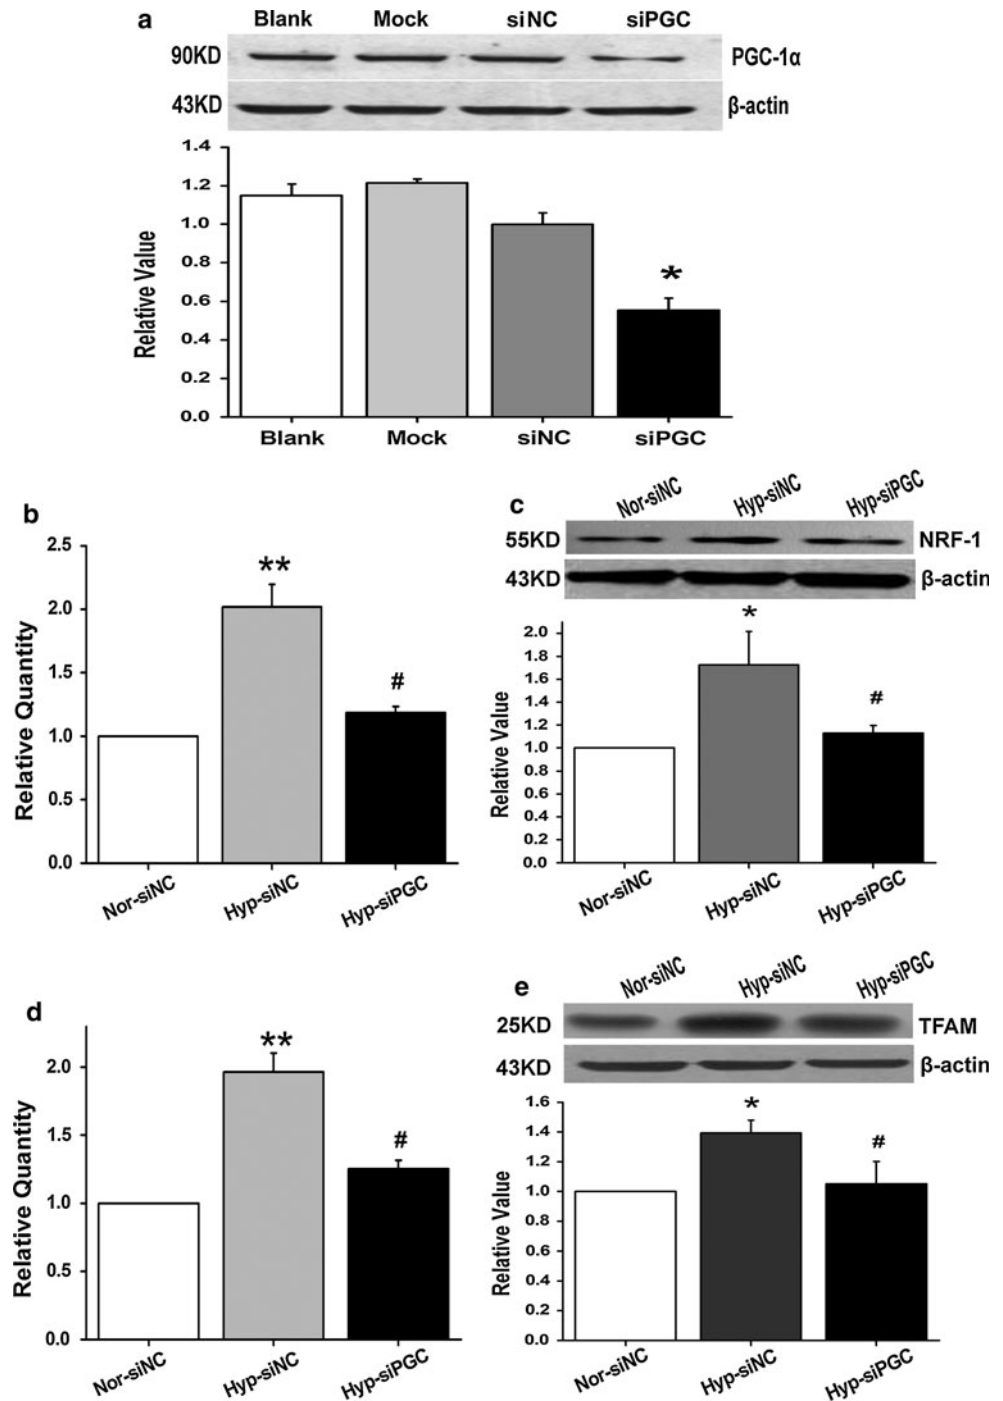 a
Blank Mock siNC siPGC
90KD PGC-1α
43KD β-actin
Relative Value
1.4
1.2
1.0
0.8
0.6
0.4
0.2
0.0
*
Blank Mock siNC siPGC
b
Relative Quantity
2.5
2.0
1.5
1.0
0.5
0.0
**
#
Nor-siNC Hyp-siNC Hyp-siPGC
c
Nor-siNC Hyp-siNC Hyp-siPGC
55KD NRF-1
43KD β-actin
Relative Value
2.0
1.8
1.6
1.4
1.2
1.0
0.8
0.6
0.4
0.2
0.0
*
#
Nor-siNC Hyp-siNC Hyp-siPGC
d
Relative Quantity
2.0
1.5
1.0
0.5
0.0
**
#
Nor-siNC Hyp-siNC Hyp-siPGC
e
Nor-siNC Hyp-siNC Hyp-siPGC
25KD TFAM
43KD β-actin
Relative Value
1.6
1.4
1.2
1.0
0.8
0.6
0.4
0.2
0.0
*
#
Nor-siNC Hyp-siNC Hyp-siPGC